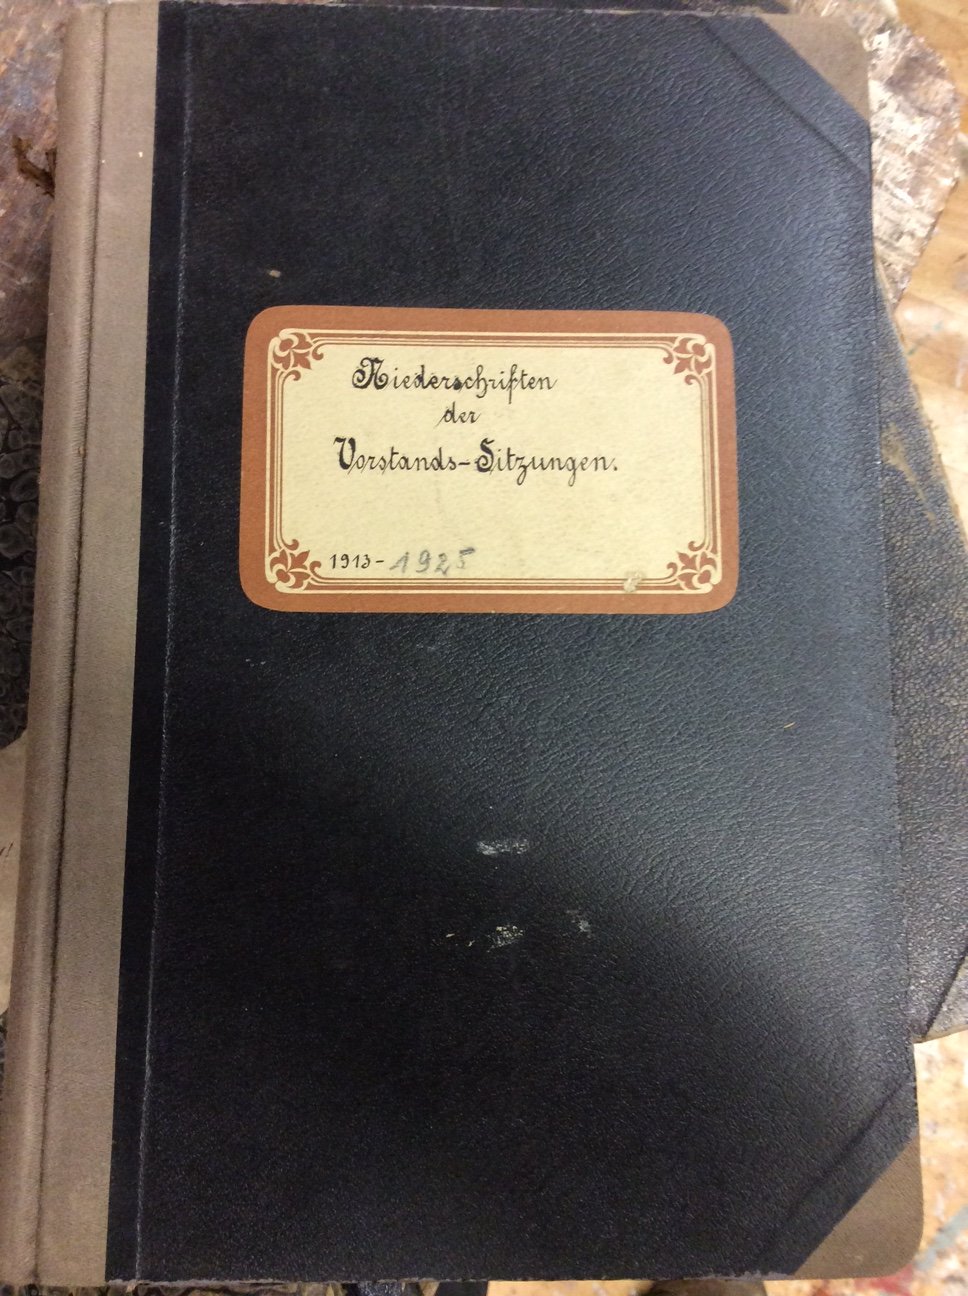 Niederschriften
der
Vorstands-Sitzungen.
1913-1925